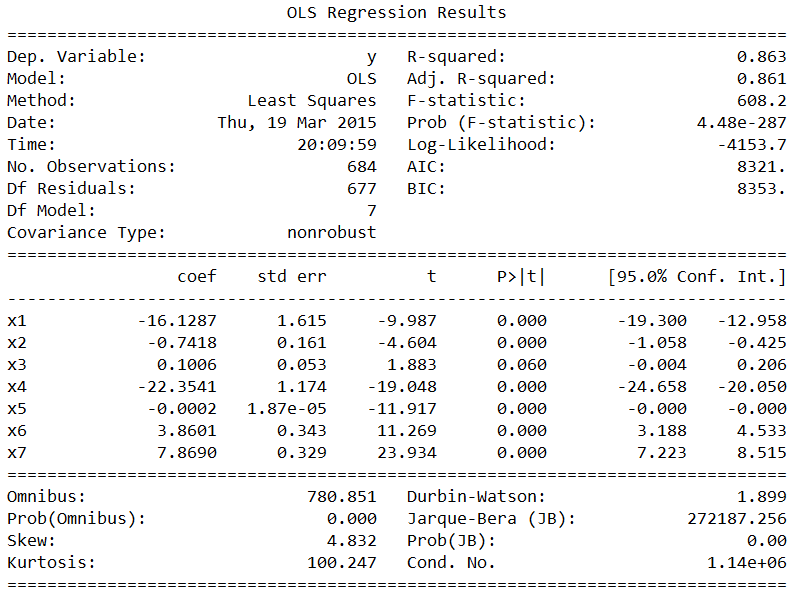 OLS Regression Results
==============================================================================
Dep. Variable:                      y   R-squared:                       0.863
Model:                            OLS   Adj. R-squared:                  0.861
Method:                 Least Squares   F-statistic:                     608.2
Date:                Thu, 19 Mar 2015   Prob (F-statistic):          4.48e-287
Time:                        20:09:59   Log-Likelihood:                -4153.7
No. Observations:                 684   AIC:                             8321.
Df Residuals:                     677   BIC:                             8353.
Df Model:                           7
Covariance Type:            nonrobust
==============================================================================
                 coef    std err          t      P>|t|      [95.0% Conf. Int.]
------------------------------------------------------------------------------
x1           -16.1287      1.615     -9.987      0.000       -19.300   -12.958
x2            -0.7418      0.161     -4.604      0.000        -1.058    -0.425
x3             0.1006      0.053      1.883      0.060        -0.004     0.206
x4           -22.3541      1.174    -19.048      0.000       -24.658   -20.050
x5            -0.0002   1.87e-05    -11.917      0.000        -0.000    -0.000
x6             3.8601      0.343     11.269      0.000         3.188     4.533
x7             7.8690      0.329     23.934      0.000         7.223     8.515
==============================================================================
Omnibus:                      780.851   Durbin-Watson:                   1.899
Prob(Omnibus):                  0.000   Jarque-Bera (JB):           272187.256
Skew:                           4.832   Prob(JB):                         0.00
Kurtosis:                     100.247   Cond. No.                     1.14e+06
==============================================================================